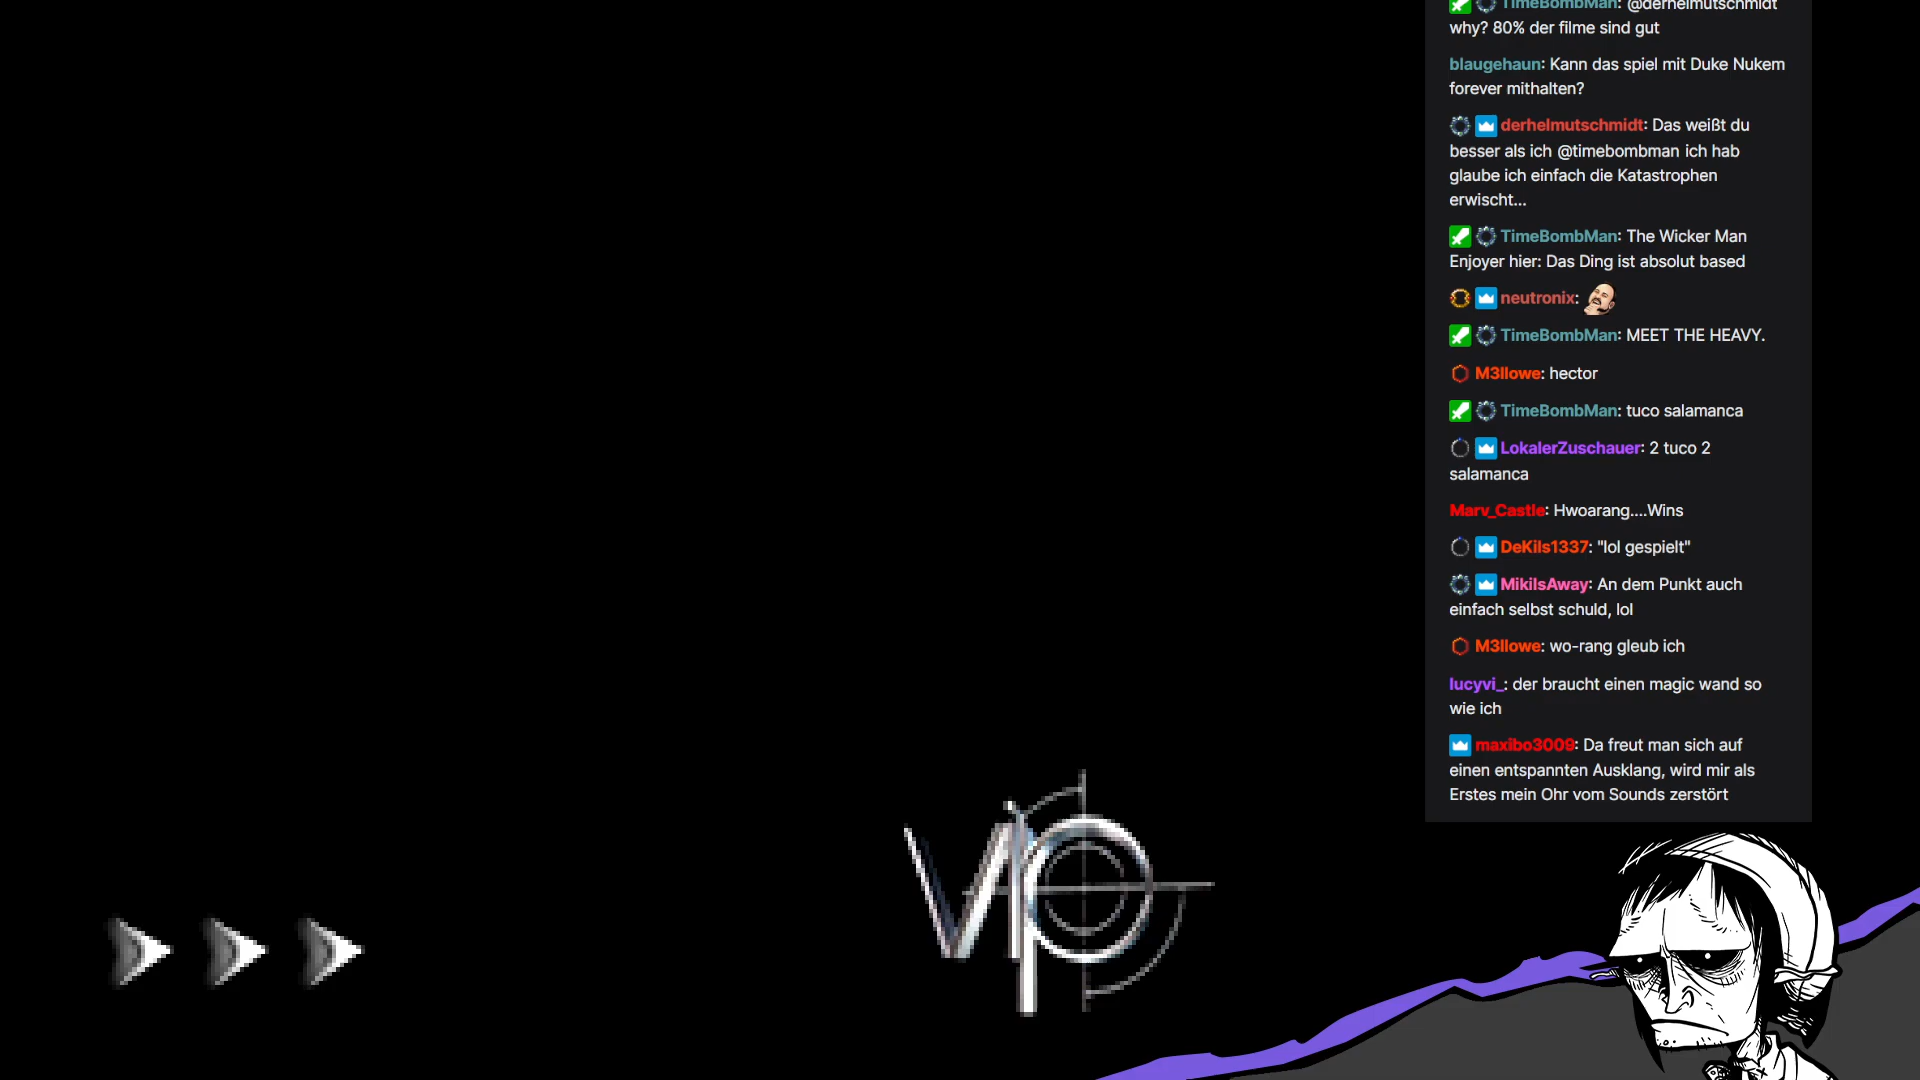 TimeBombMan: @derhelmutschmidt
why? 80% der filme sind gut
blaugehaun: Kann das spiel mit Duke Nukem
forever mithalten?
derhelmutschmidt: Das weißt du
besser als ich @timebombman ich hab
glaube ich einfach die Katastrophen
erwischt...
TimeBombMan: The Wicker Man
Enjoyer hier: Das Ding ist absolut based
neutronix:
TimeBombMan: MEET THE HEAVY.
M3llowe: hector
TimeBombMan: tuco salamanca
LokalerZuschauer: 2 tuco 2
salamanca
Marv_Castle: Hwoarang....Wins
DeKils1337: "lol gespielt"
MikilsAway: An dem Punkt auch
einfach selbst schuld, lol
M3llowe: wo-rang gleub ich
lucyvi_: der braucht einen magic wand so
wie ich
maxibo3009: Da freut man sich auf
einen entspannten Ausklang, wird mir als
Erstes mein Ohr vom Sounds zerstört
vip